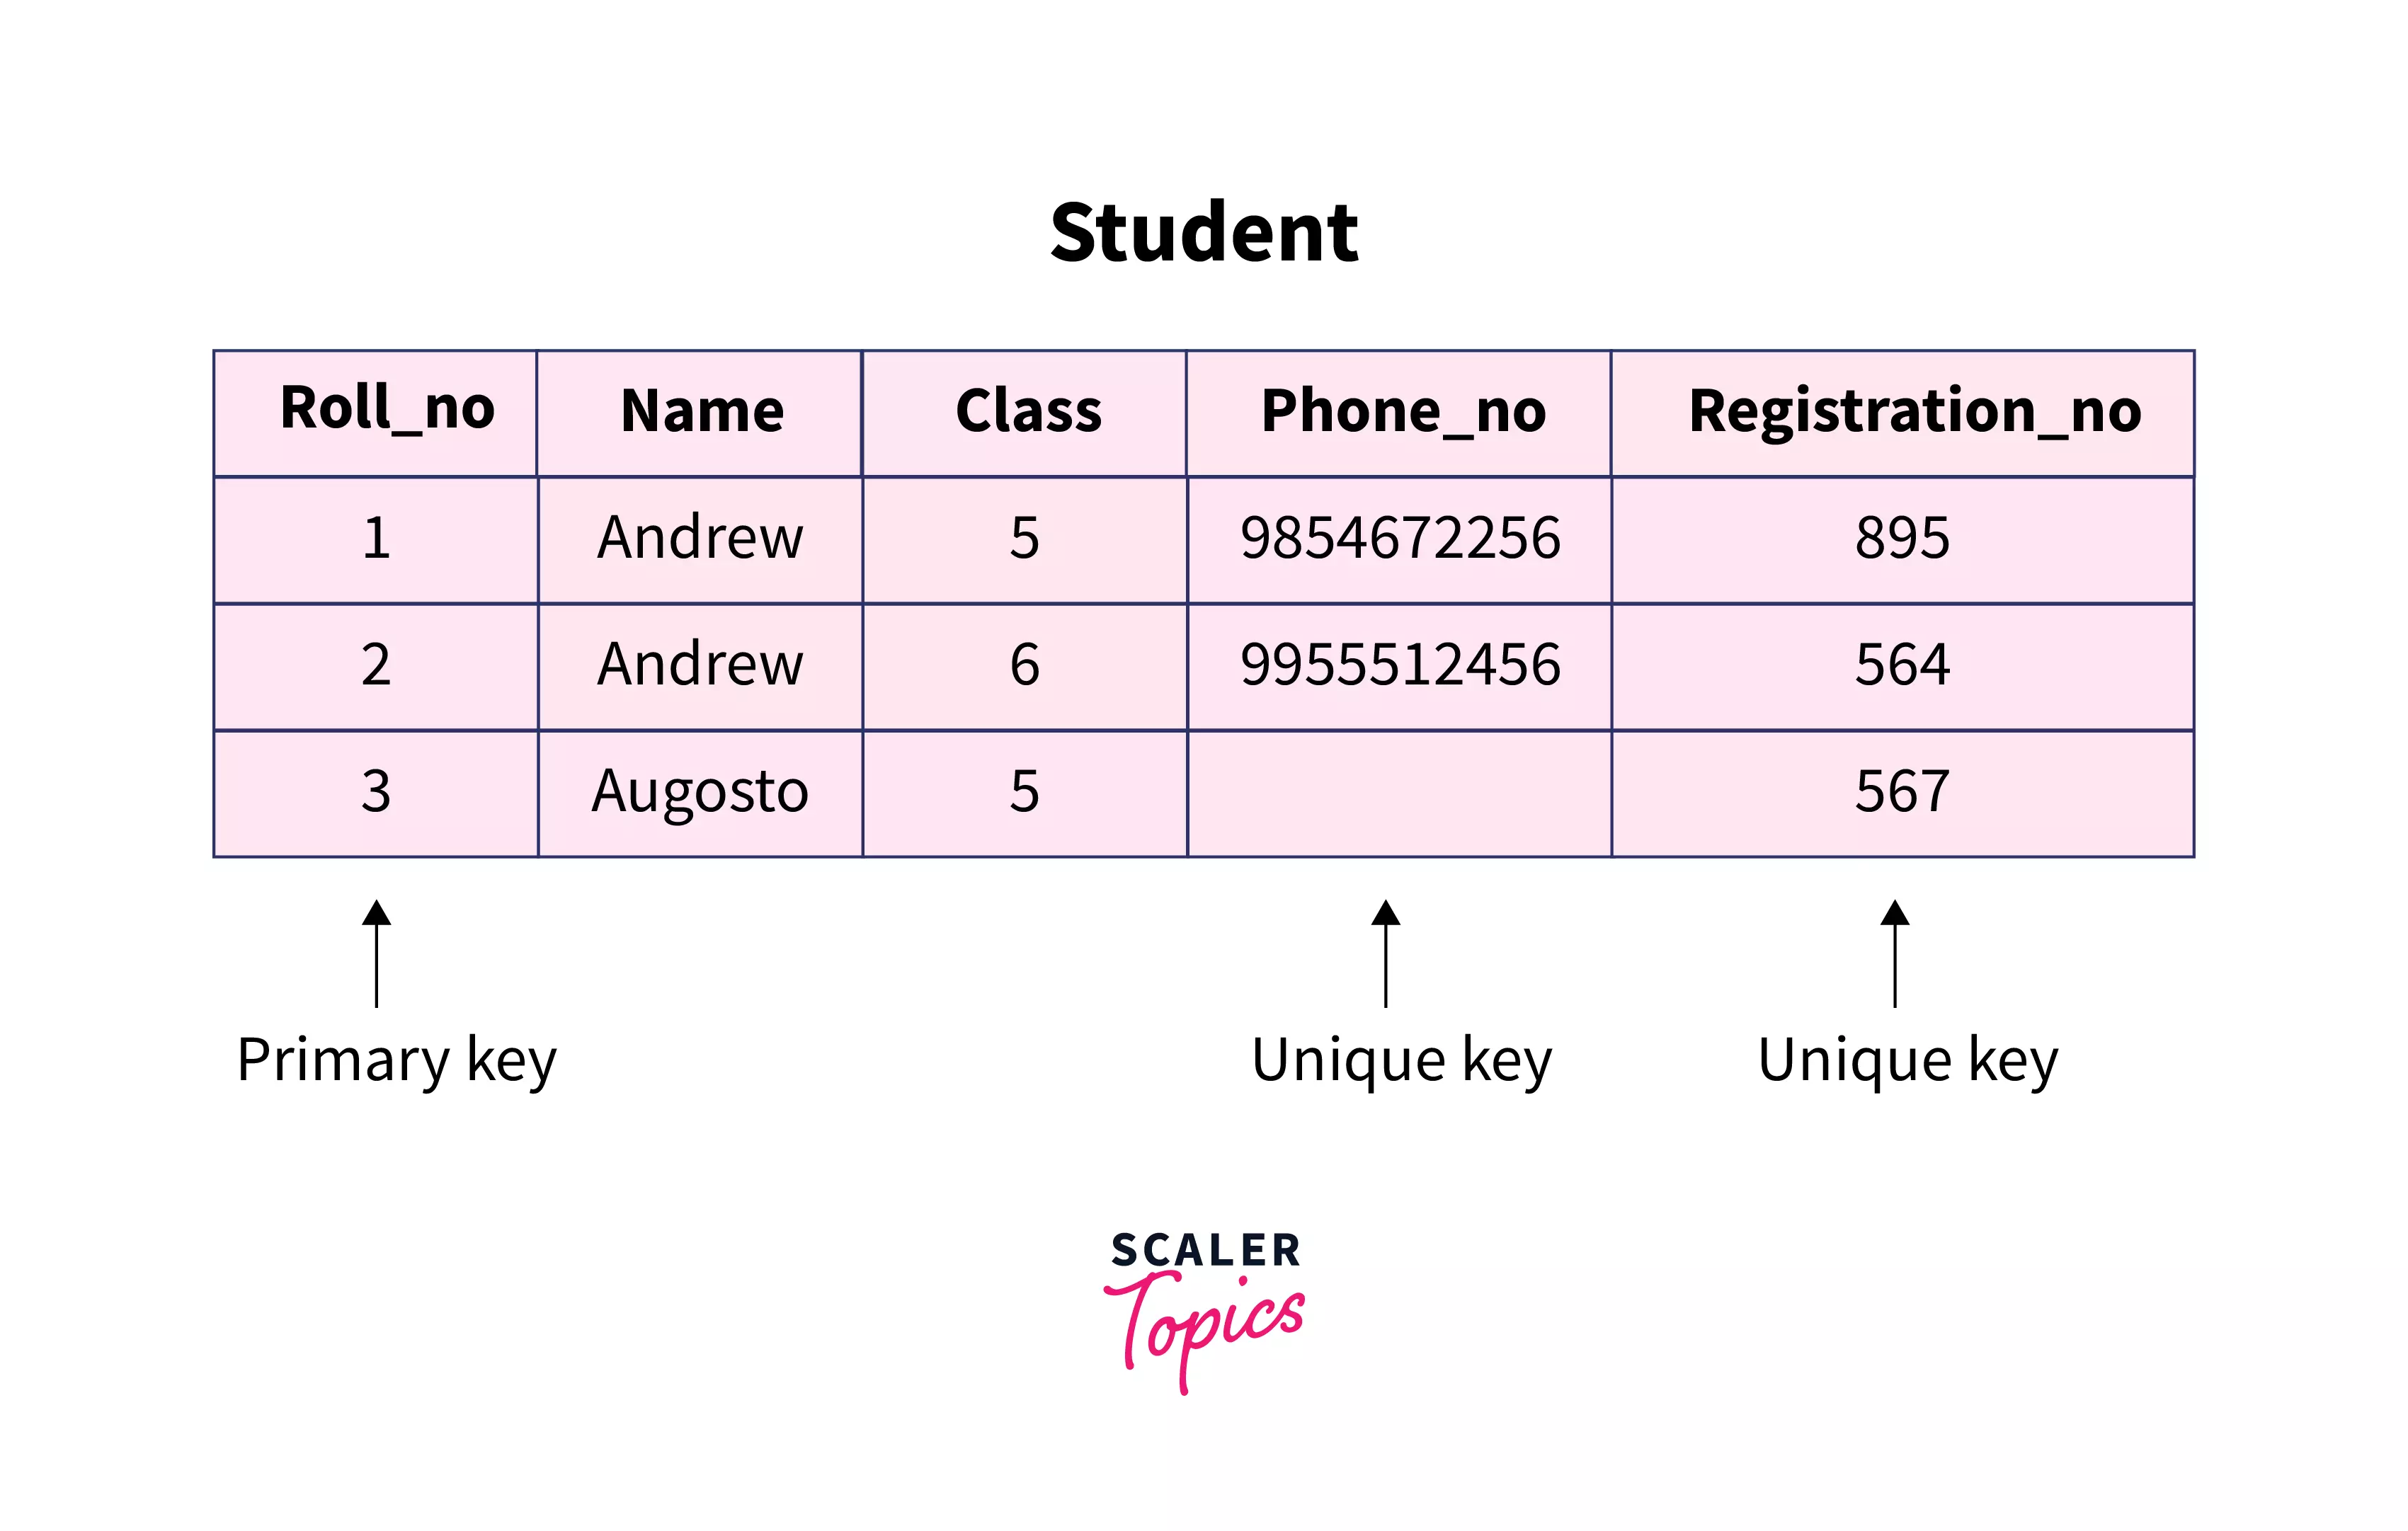 Student
Roll_no Name Class Phone_no Registration_no
1 Andrew 5 9854672256 895
2 Andrew 6 9955512456 564
3 Augosto 5 567
Primary key Unique key Unique key
SCALER
Topics